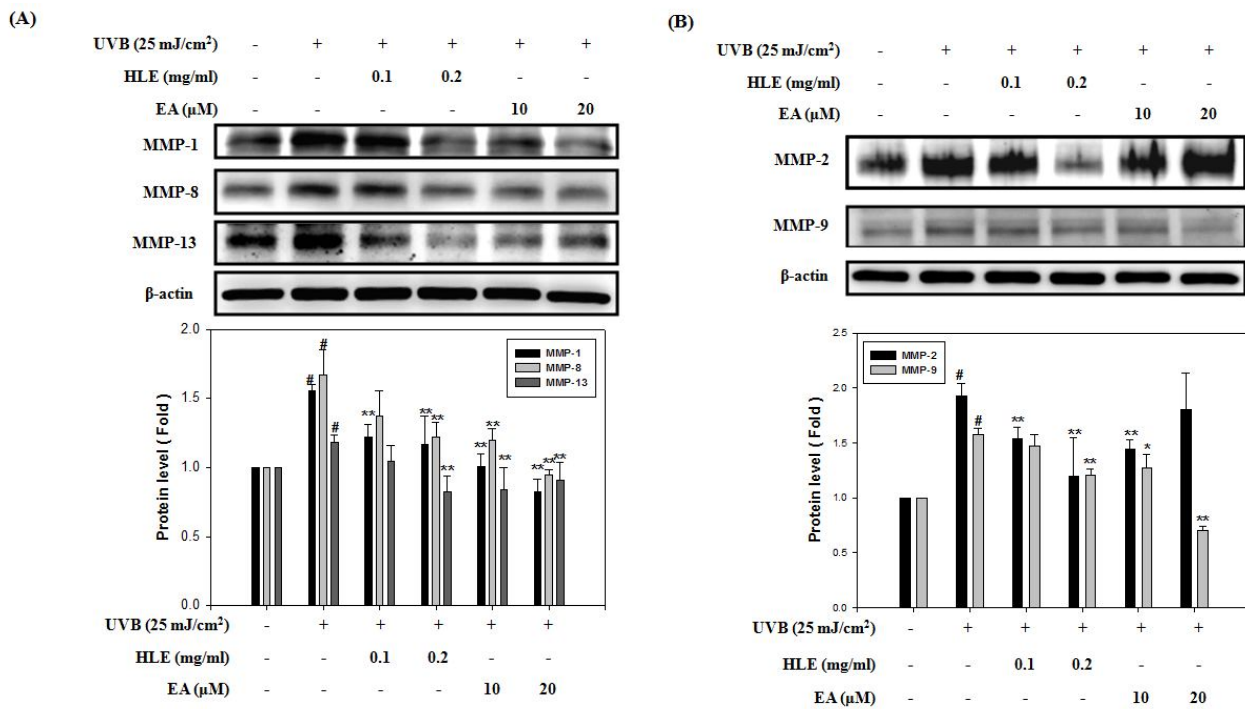 (A)
UVB (25 mJ/cm²) - + + + + +
HLE (mg/ml) - - 0.1 0.2 - -
EA (μM) - - - - 10 20
MMP-1
MMP-8
MMP-13
β-actin
2.0
1.5
1.0
0.5
0.0
Protein level ( Fold )
MMP-1
MMP-8
MMP-13
# # #
** ** ** ** ** ** ** ** ** **
UVB (25 mJ/cm²) - + + + + +
HLE (mg/ml) - - 0.1 0.2 - -
EA (μM) - - - - 10 20
(B)
UVB (25 mJ/cm²) - + + + + +
HLE (mg/ml) - - 0.1 0.2 - -
EA (μM) - - - - 10 20
MMP-2
MMP-9
β-actin
2.5
2.0
1.5
1.0
0.5
0.0
Protein level ( Fold )
MMP-2
MMP-9
# #
** ** ** ** * **
UVB (25 mJ/cm²) - + + + + +
HLE (mg/ml) - - 0.1 0.2 - -
EA (μM) - - - - 10 20